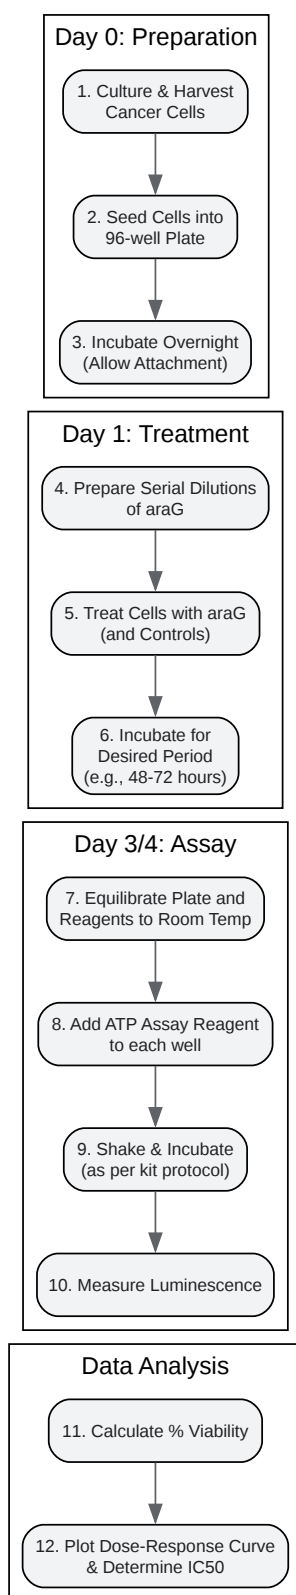 Day 0: Preparation
1. Culture & Harvest
Cancer Cells
2. Seed Cells into
96-well Plate
3. Incubate Overnight
(Allow Attachment)
Day 1: Treatment
4. Prepare Serial Dilutions
of araG
5. Treat Cells with araG
(and Controls)
6. Incubate for
Desired Period
(e.g., 48-72 hours)
Day 3/4: Assay
7. Equilibrate Plate and
Reagents to Room Temp
8. Add ATP Assay Reagent
to each well
9. Shake & Incubate
(as per kit protocol)
10. Measure Luminescence
Data Analysis
11. Calculate % Viability
12. Plot Dose-Response Curve
& Determine IC50